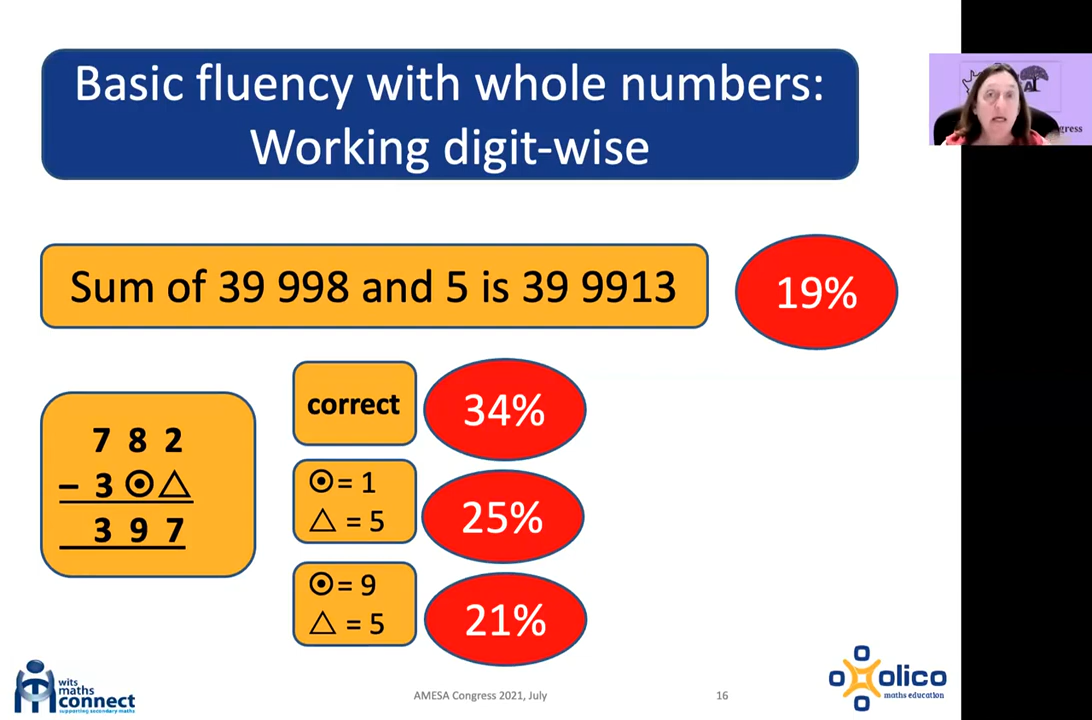 Basic fluency with whole numbers:
Working digit-wise
Sum of 39 998 and 5 is 39 9913
19%
7 8 2
– 3 ⊙ △
3 9 7
correct
34%
⊙ = 1
△ = 5
25%
⊙ = 9
△ = 5
21%
wits
maths
connect
supporting secondary maths
AMESA Congress 2021, July
16
olico
maths education